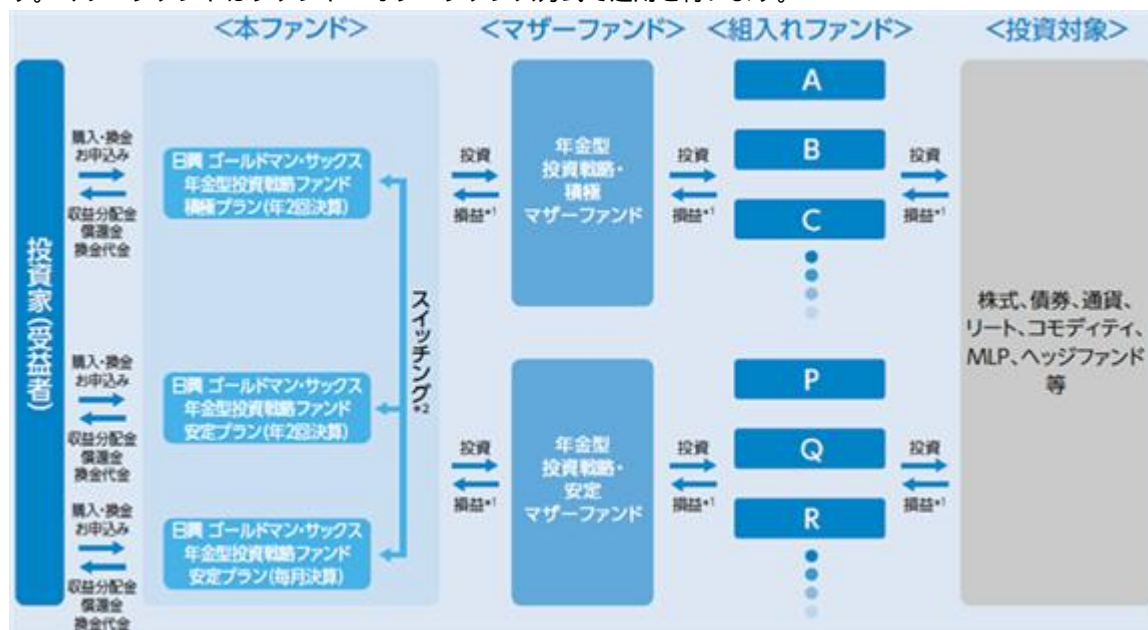 ＜本ファンド＞
＜マザーファンド＞
＜組入れファンド＞
＜投資対象＞
投資家(受益者)
購入・換金
お申込み
収益分配金
償還金
換金代金
日興 ゴールドマン・サックス
年金型投資戦略ファンド
積極プラン(年2回決算)
購入・換金
お申込み
収益分配金
償還金
換金代金
日興 ゴールドマン・サックス
年金型投資戦略ファンド
安定プラン(年2回決算)
購入・換金
お申込み
収益分配金
償還金
換金代金
日興 ゴールドマン・サックス
年金型投資戦略ファンド
安定プラン(毎月決算)
スイッチング*2
投資
損益*1
年金型
投資戦略・
積極
マザーファンド
投資
損益*1
A
B
C
投資
損益*1
投資
損益*1
年金型
投資戦略・
安定
マザーファンド
投資
損益*1
P
Q
R
投資
損益*1
株式、債券、通貨、
リート、コモディティ、
MLP、ヘッジファンド
等